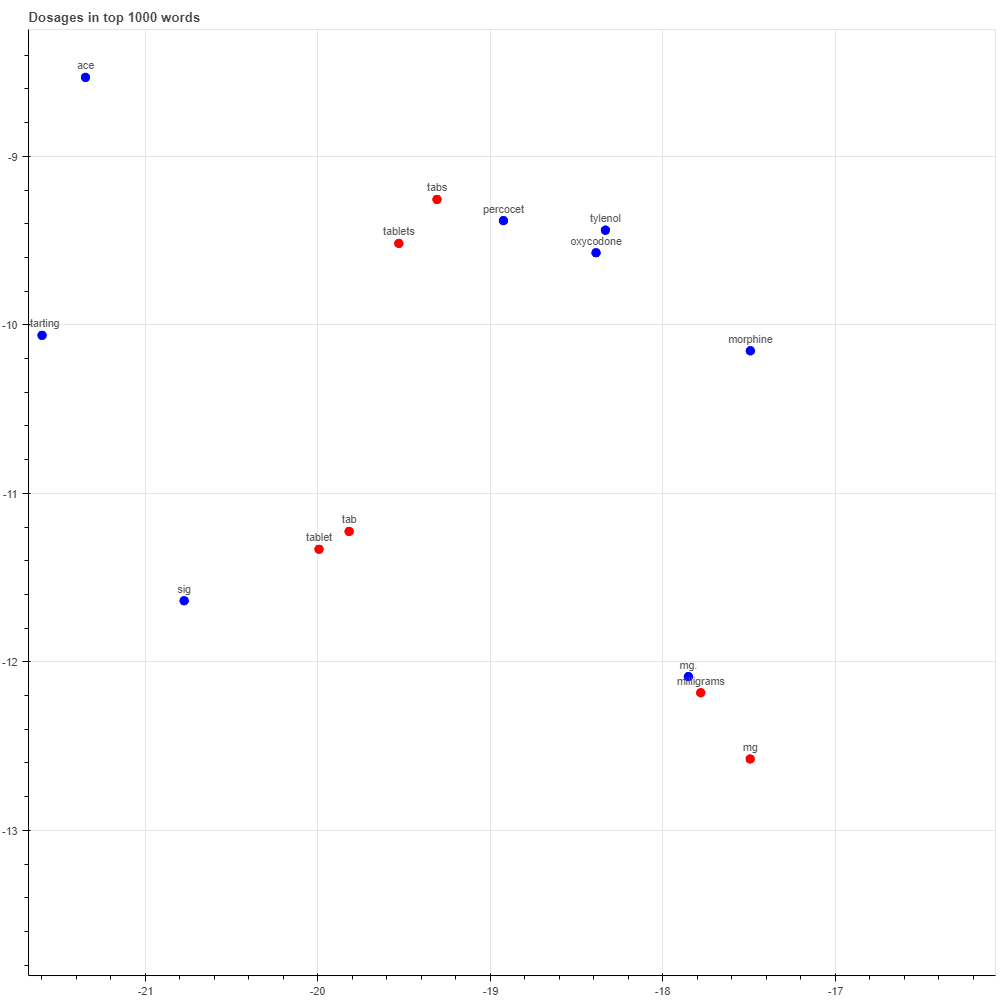 Dosages in top 1000 words
ace
-9
tabs
percocet
tylenol
tablets
oxycodone
-10
tarting
morphine
-11
tab
tablet
sig
-12
mg.
milligrams
mg
-13
-21
-20
-19
-18
-17